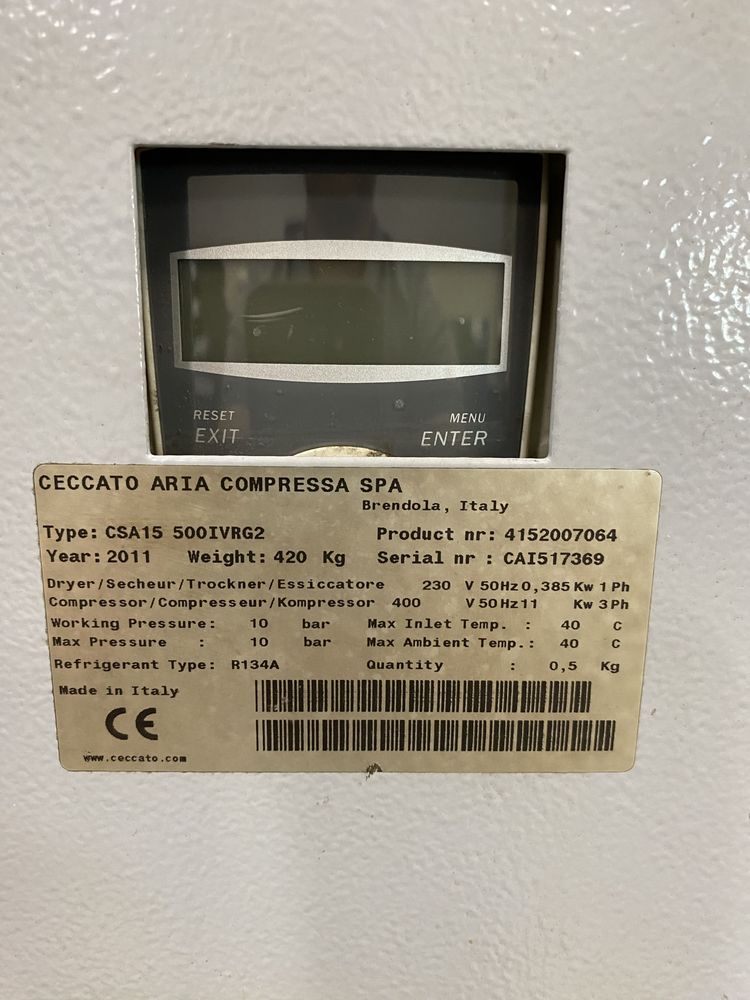 RESET
EXIT
MENU
ENTER
CECCATO ARIA COMPRESSA SPA
Brendola, Italy
Type: CSA15 500IVRG2 Product nr: 4152007064
Year: 2011 Weight: 420 Kg Serial nr : CAI517369
Dryer/Secheur/Trockner/Essiccatore 230 V 50Hz 0,385 Kw 1 Ph
Compressor/Compresseur/Kompressor 400 V 50 Hz 11 Kw 3 Ph
Working Pressure: 10 bar Max Inlet Temp. : 40 C
Max Pressure : 10 bar Max Ambient Temp.: 40 C
Refrigerant Type: R134A Quantity : 0,5 Kg
Made in Italy
CE
www.ceccato.com